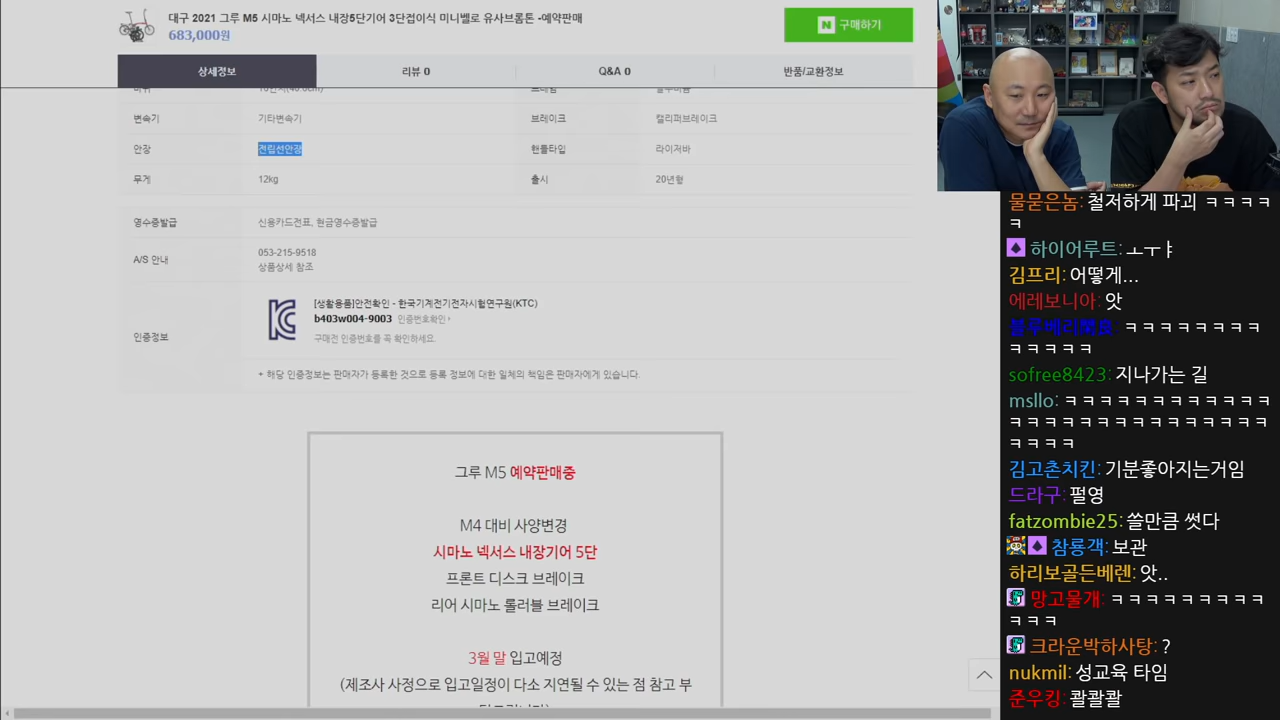 대구 2021 그루 M5 시마노 넥서스 내장5단기어 3단접이식 미니벨로 유사브롬톤 -예약판매
683,000원
N 구매하기
상세정보
리뷰 0
Q&A 0
반품/교환정보
변속기
기타변속기
브레이크
캘리퍼브레이크
안장
전립선안장
핸들타입
라이저바
무게
12kg
출시
20년형
영수증발급
신용카드전표, 현금영수증발급
A/S 안내
053-215-9518
상품상세 참조
인증정보
[생활용품]안전확인 - 한국기계전기전자시험연구원(KTC)
b403w004-9003 인증번호확인
구매전 인증번호를 꼭 확인하세요.
+ 해당 인증정보는 판매자가 등록한 것으로 등록 정보에 대한 일체의 책임은 판매자에게 있습니다.
그루 M5 예약판매중
M4 대비 사양변경
시마노 넥서스 내장기어 5단
프론트 디스크 브레이크
리어 시마노 롤러블 브레이크
3월 말 입고예정
(제조사 사정으로 입고일정이 다소 지연될 수 있는 점 참고 부
물묻은놈: 철저하게 파괴 ㅋㅋㅋㅋ
ㅋ
하이어루트: ㅗㅜㅑ
김프리: 어떻게...
에레보니아: 앗
블루베리: ㅋㅋㅋㅋㅋㅋㅋㅋ
ㅋㅋㅋㅋㅋ
sofree8423: 지나가는 길
msllo: ㅋㅋㅋㅋㅋㅋㅋㅋㅋㅋㅋㅋ
ㅋㅋㅋㅋㅋㅋㅋㅋㅋㅋㅋㅋㅋㅋㅋ
ㅋㅋㅋㅋ
김고촌치킨: 기분좋아지는거임
드라구: 펄영
fatzombie25: 쓸만큼 썻다
참룡객: 보관
하리보골든베렌: 앗..
망고물개: ㅋㅋㅋㅋㅋㅋㅋㅋㅋ
ㅋㅋㅋ
크라운박하사탕: ?
nukmil: 성교육 타임
준우킹: 콸콸콸